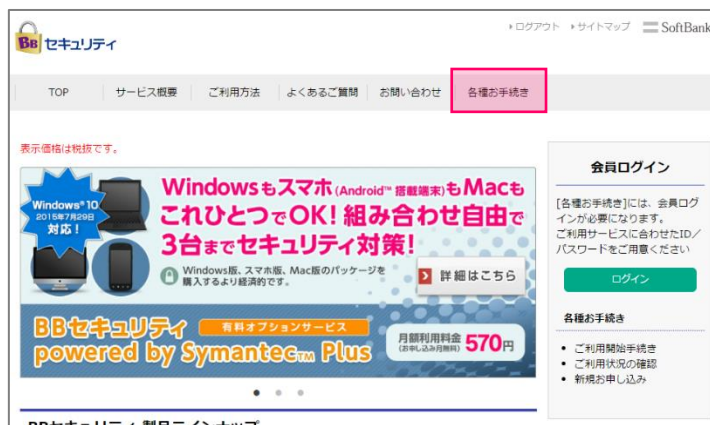 ログアウト サイトマップ SoftBank
BB セキュリティ
TOP サービス概要 ご利用方法 よくあるご質問 お問い合わせ 各種お手続き
表示価格は税抜です。
Windows®10
2015年7月29日
対応！
Windowsもスマホ(Android™ 搭載端末)もMacも
これひとつでOK！組み合わせ自由で
3台までセキュリティ対策！
Windows版、スマホ版、Mac版のパッケージを
購入するより経済的です。
詳細はこちら
BBセキュリティ 有料オプションサービス
powered by Symantec™ Plus
月額利用料金
(お申し込み月無料)
570円
会員ログイン
[各種お手続き]には、会員ログ
インが必要になります。
ご利用サービスに合わせたID／
パスワードをご用意ください
ログイン
各種お手続き
ご利用開始手続き
ご利用状況の確認
新規お申し込み
BBセキュリティ 製品ラインナップ